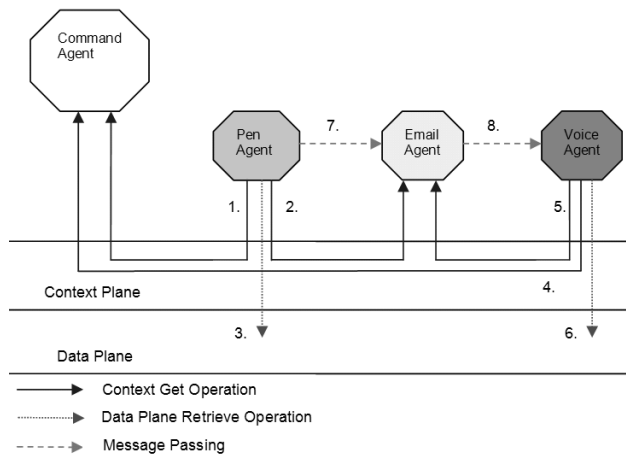 Command
Agent
7.
8.
Pen
Agent
Email
Agent
Voice
Agent
1.
2.
5.
4.
Context Plane
3.
6.
Data Plane
Context Get Operation
Data Plane Retrieve Operation
Message Passing